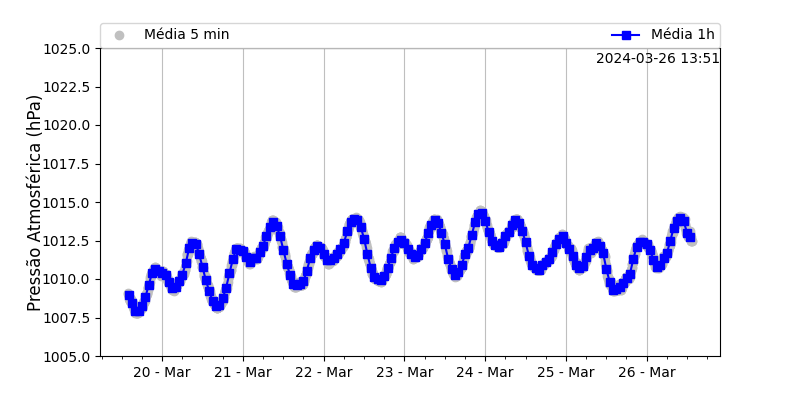 Média 5 min
Média 1h
2024-03-26 13:51
Pressão Atmosférica (hPa)
1025.0
1022.5
1020.0
1017.5
1015.0
1012.5
1010.0
1007.5
1005.0
20 - Mar
21 - Mar
22 - Mar
23 - Mar
24 - Mar
25 - Mar
26 - Mar